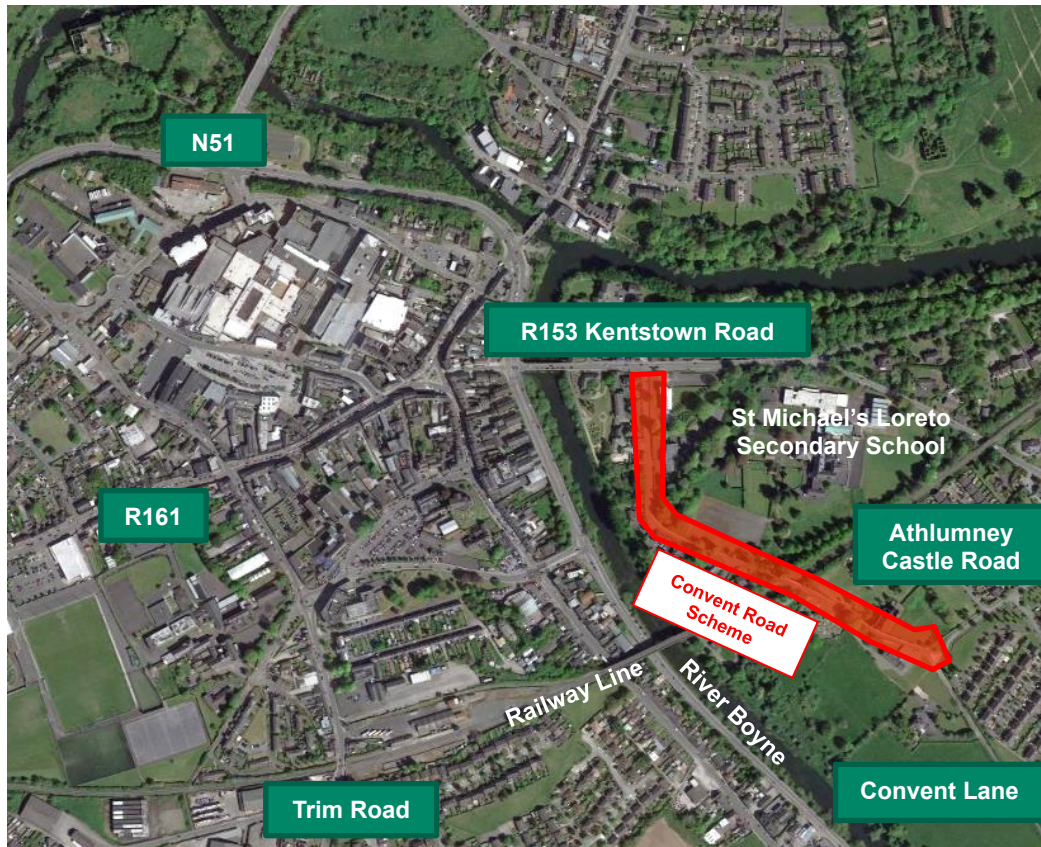 N51
R153 Kentstown Road
St Michael's Loreto
Secondary School
R161
Athlumney
Castle Road
Convent Road
Scheme
Railway Line
River Boyne
Convent Lane
Trim Road